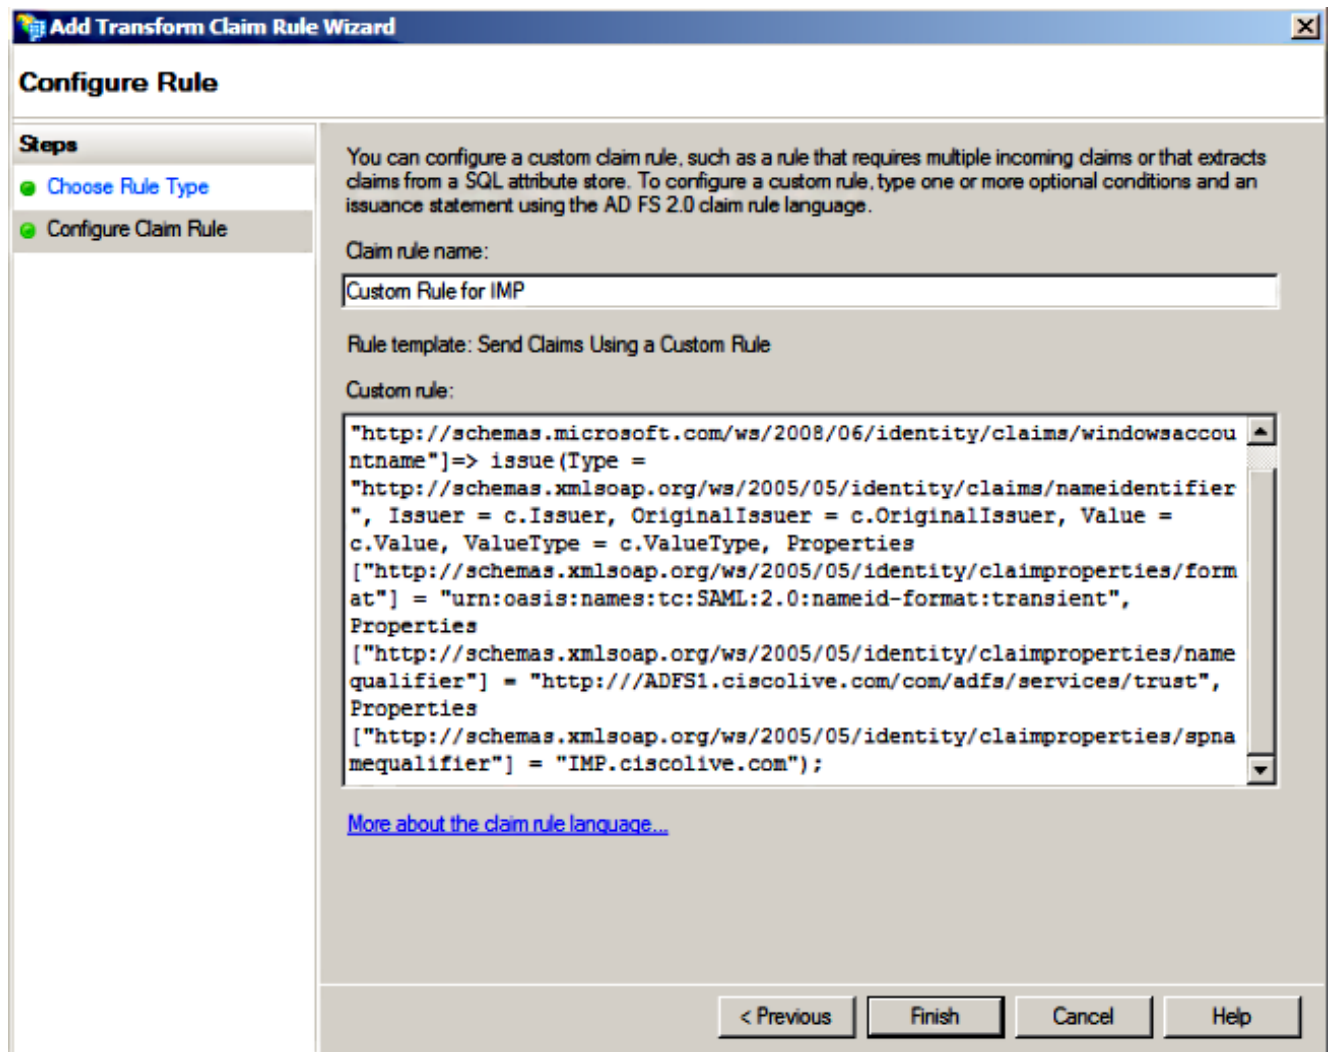 Add Transform Claim Rule Wizard
Configure Rule
Steps
Choose Rule Type
Configure Claim Rule
You can configure a custom claim rule, such as a rule that requires multiple incoming claims or that extracts
claims from a SQL attribute store. To configure a custom rule, type one or more optional conditions and an
issuance statement using the AD FS 2.0 claim rule language.
Claim rule name:
Custom Rule for IMP
Rule template: Send Claims Using a Custom Rule
Custom rule:
"http://schemas.microsoft.com/ws/2008/06/identity/claims/windowsaccou
ntname"]=> issue(Type =
"http://schemas.xmlsoap.org/ws/2005/05/identity/claims/nameidentifier
", Issuer = c.Issuer, OriginalIssuer = c.OriginalIssuer, Value =
c.Value, ValueType = c.ValueType, Properties
["http://schemas.xmlsoap.org/ws/2005/05/identity/claimproperties/form
at"] = "urn:oasis:names:tc:SAML:2.0:nameid-format:transient",
Properties
["http://schemas.xmlsoap.org/ws/2005/05/identity/claimproperties/name
qualifier"] = "http:///ADFS1.ciscolive.com/com/adfs/services/trust",
Properties
["http://schemas.xmlsoap.org/ws/2005/05/identity/claimproperties/spna
mequalifier"] = "IMP.ciscolive.com");
More about the claim rule language...
< Previous
Finish
Cancel
Help